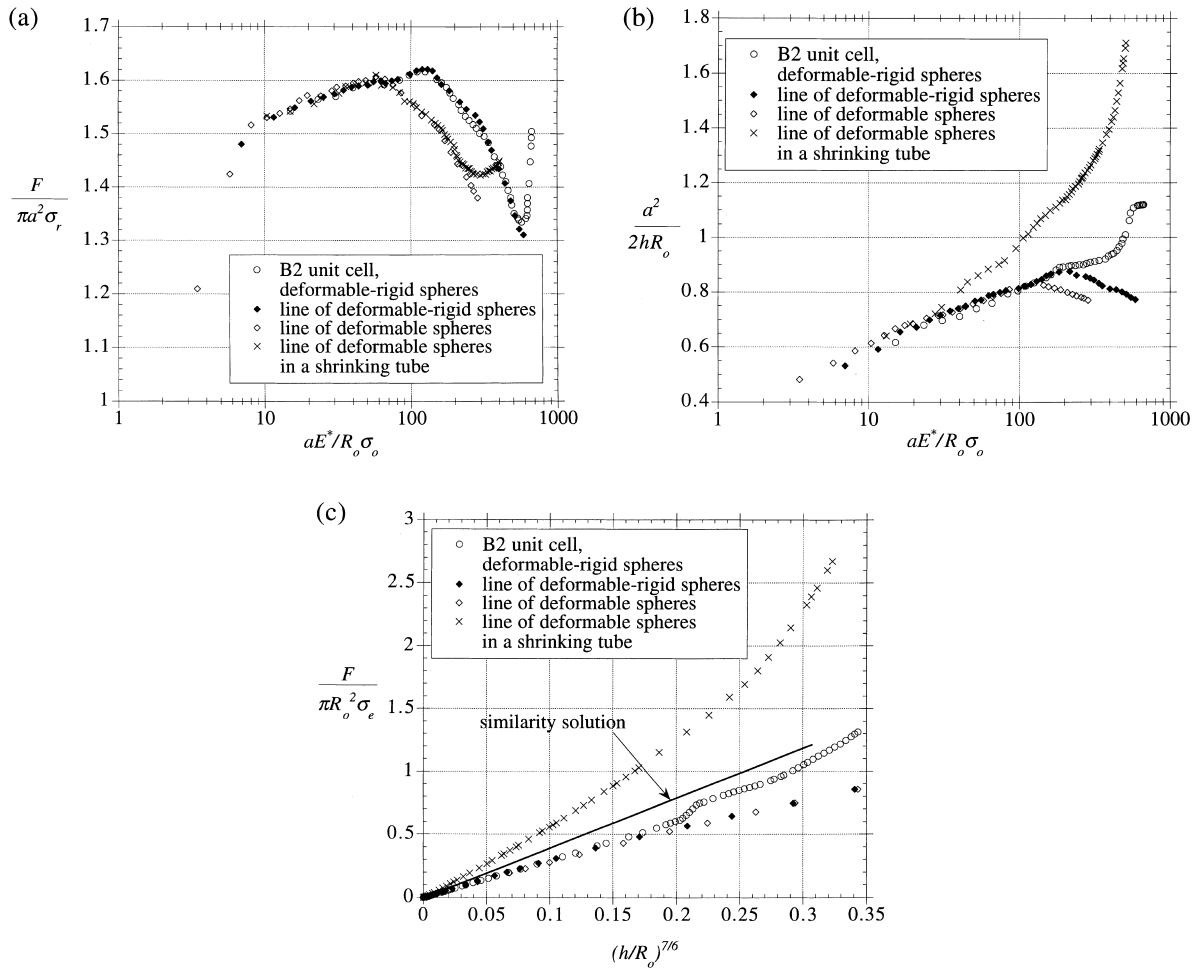 (a)
1.7
1.6
1.5
1.4
1.3
1.2
1.1
1
F
πa²σ_r
B2 unit cell,
deformable-rigid spheres
line of deformable-rigid spheres
line of deformable spheres
line of deformable spheres
in a shrinking tube
1 10 100 1000
aE*/R_oσ_o
(b)
1.8
1.6
1.4
1.2
1
0.8
0.6
0.4
a²
2hR_o
B2 unit cell,
deformable-rigid spheres
line of deformable-rigid spheres
line of deformable spheres
line of deformable spheres
in a shrinking tube
1 10 100 1000
aE*/R_oσ_o
(c)
3
2.5
2
1.5
1
0.5
0
F
πR_o²σ_e
B2 unit cell,
deformable-rigid spheres
line of deformable-rigid spheres
line of deformable spheres
line of deformable spheres
in a shrinking tube
similarity solution
0 0.05 0.1 0.15 0.2 0.25 0.3 0.35
(h/R_o)^7/6